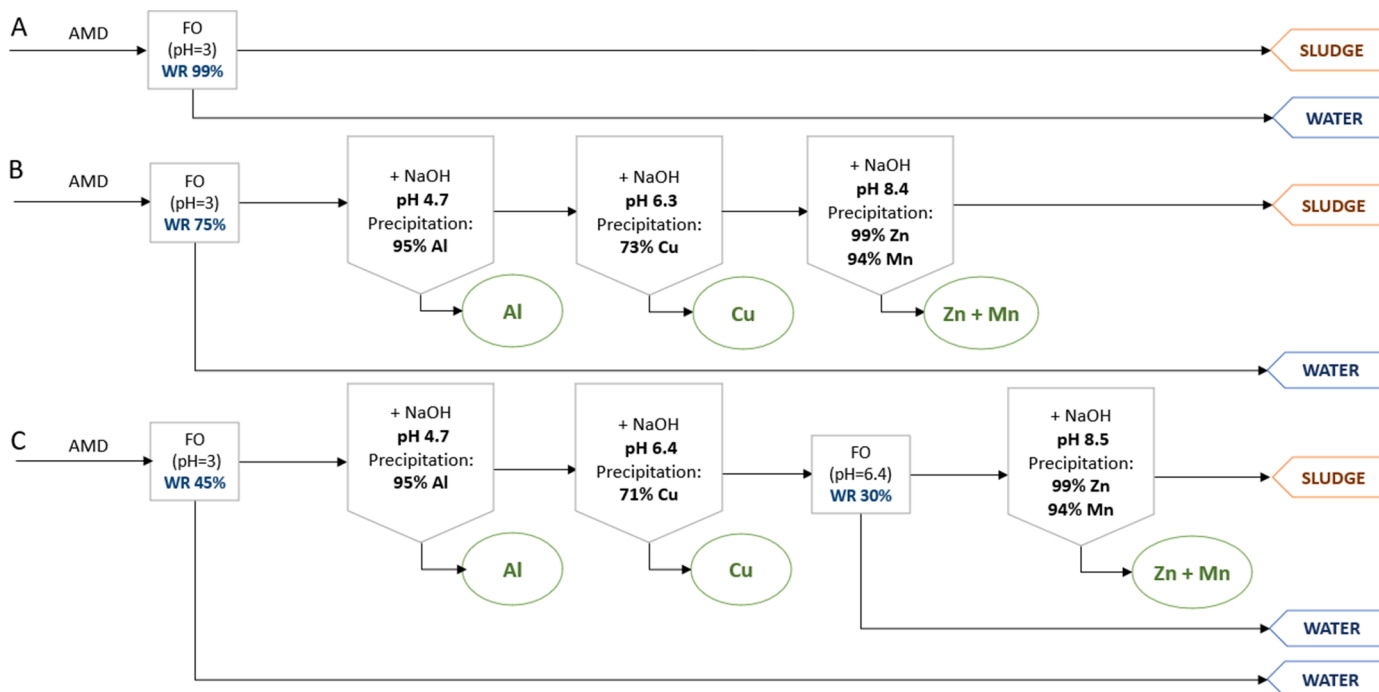 A
AMD
FO
(pH=3)
WR 99%
SLUDGE
WATER
B
AMD
FO
(pH=3)
WR 75%
+ NaOH
pH 4.7
Precipitation:
95% Al
+ NaOH
pH 6.3
Precipitation:
73% Cu
+ NaOH
pH 8.4
Precipitation:
99% Zn
94% Mn
SLUDGE
Al
Cu
Zn + Mn
WATER
C
AMD
FO
(pH=3)
WR 45%
+ NaOH
pH 4.7
Precipitation:
95% Al
+ NaOH
pH 6.4
Precipitation:
71% Cu
FO
(pH=6.4)
WR 30%
+ NaOH
pH 8.5
Precipitation:
99% Zn
94% Mn
SLUDGE
Al
Cu
Zn + Mn
WATER
WATER